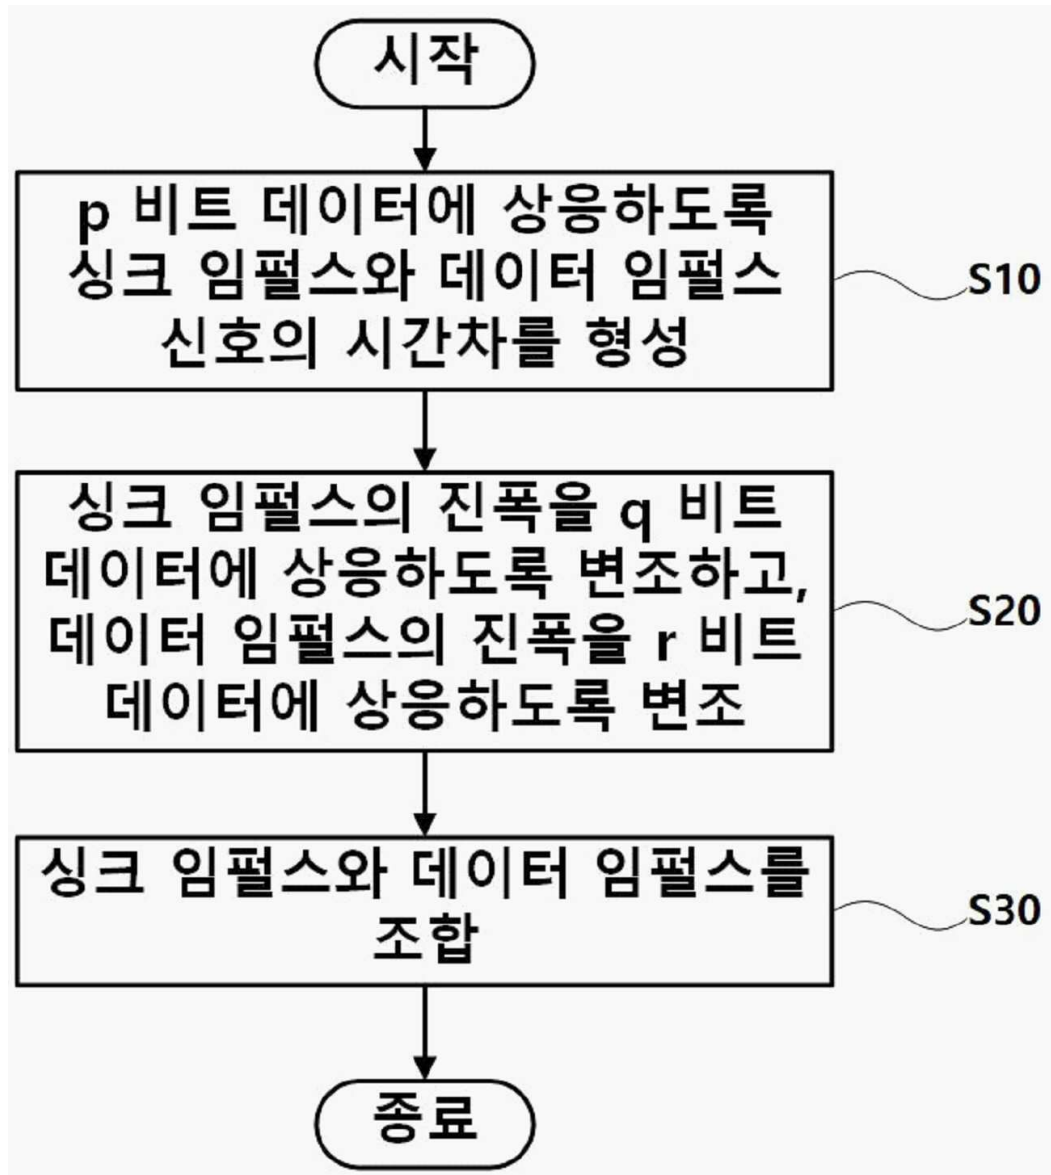 시작
p 비트 데이터에 상응하도록
싱크 임펄스와 데이터 임펄스
신호의 시간차를 형성
S10
싱크 임펄스의 진폭을 q 비트
데이터에 상응하도록 변조하고,
데이터 임펄스의 진폭을 r 비트
데이터에 상응하도록 변조
S20
싱크 임펄스와 데이터 임펄스를
조합
S30
종료